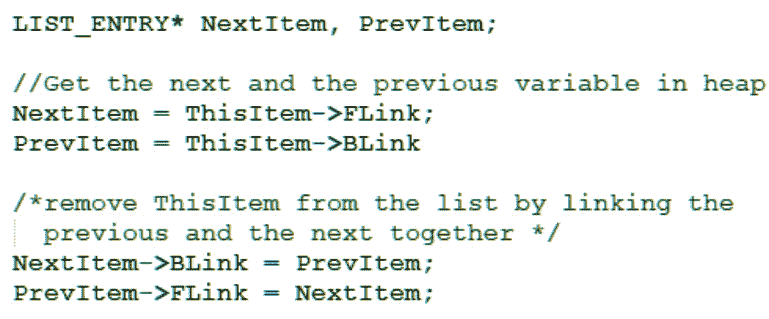 LIST_ENTRY* NextItem, PrevItem;
//Get the next and the previous variable in heap
NextItem = ThisItem->FLink;
PrevItem = ThisItem->BLink
/*remove ThisItem from the list by linking the
previous and the next together */
NextItem->BLink = PrevItem;
PrevItem->FLink = NextItem;